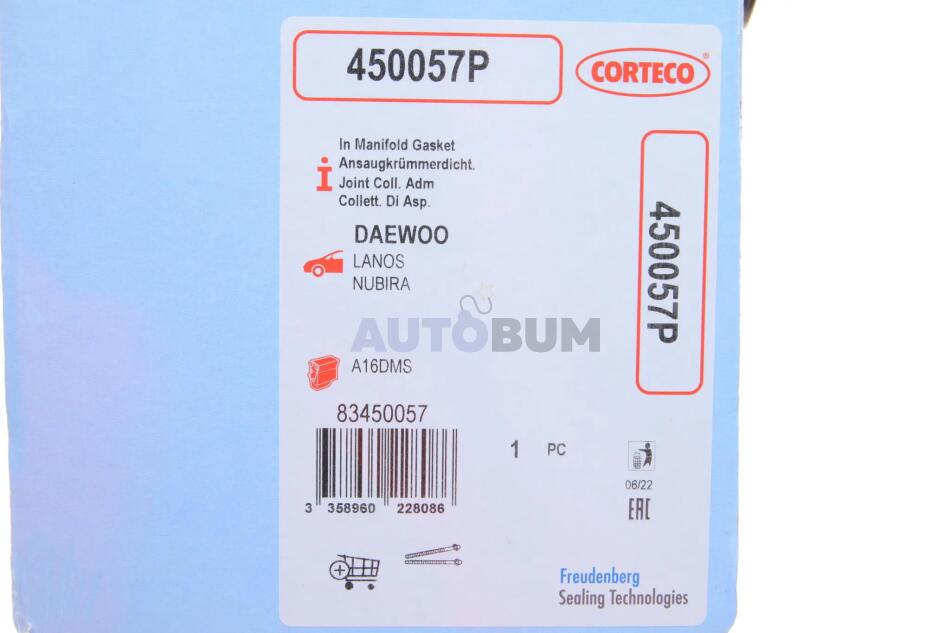 450057P
CORTECO®
In Manifold Gasket
Ansaugkrümmerdicht.
Joint Coll. Adm
Collett. Di Asp.
DAEWOO
LANOS
NUBIRA
450057P
AUTOBUM
A16DMS
83450057
3 358960 228086
1 PC
06/22
EAC
Freudenberg
Sealing Technologies